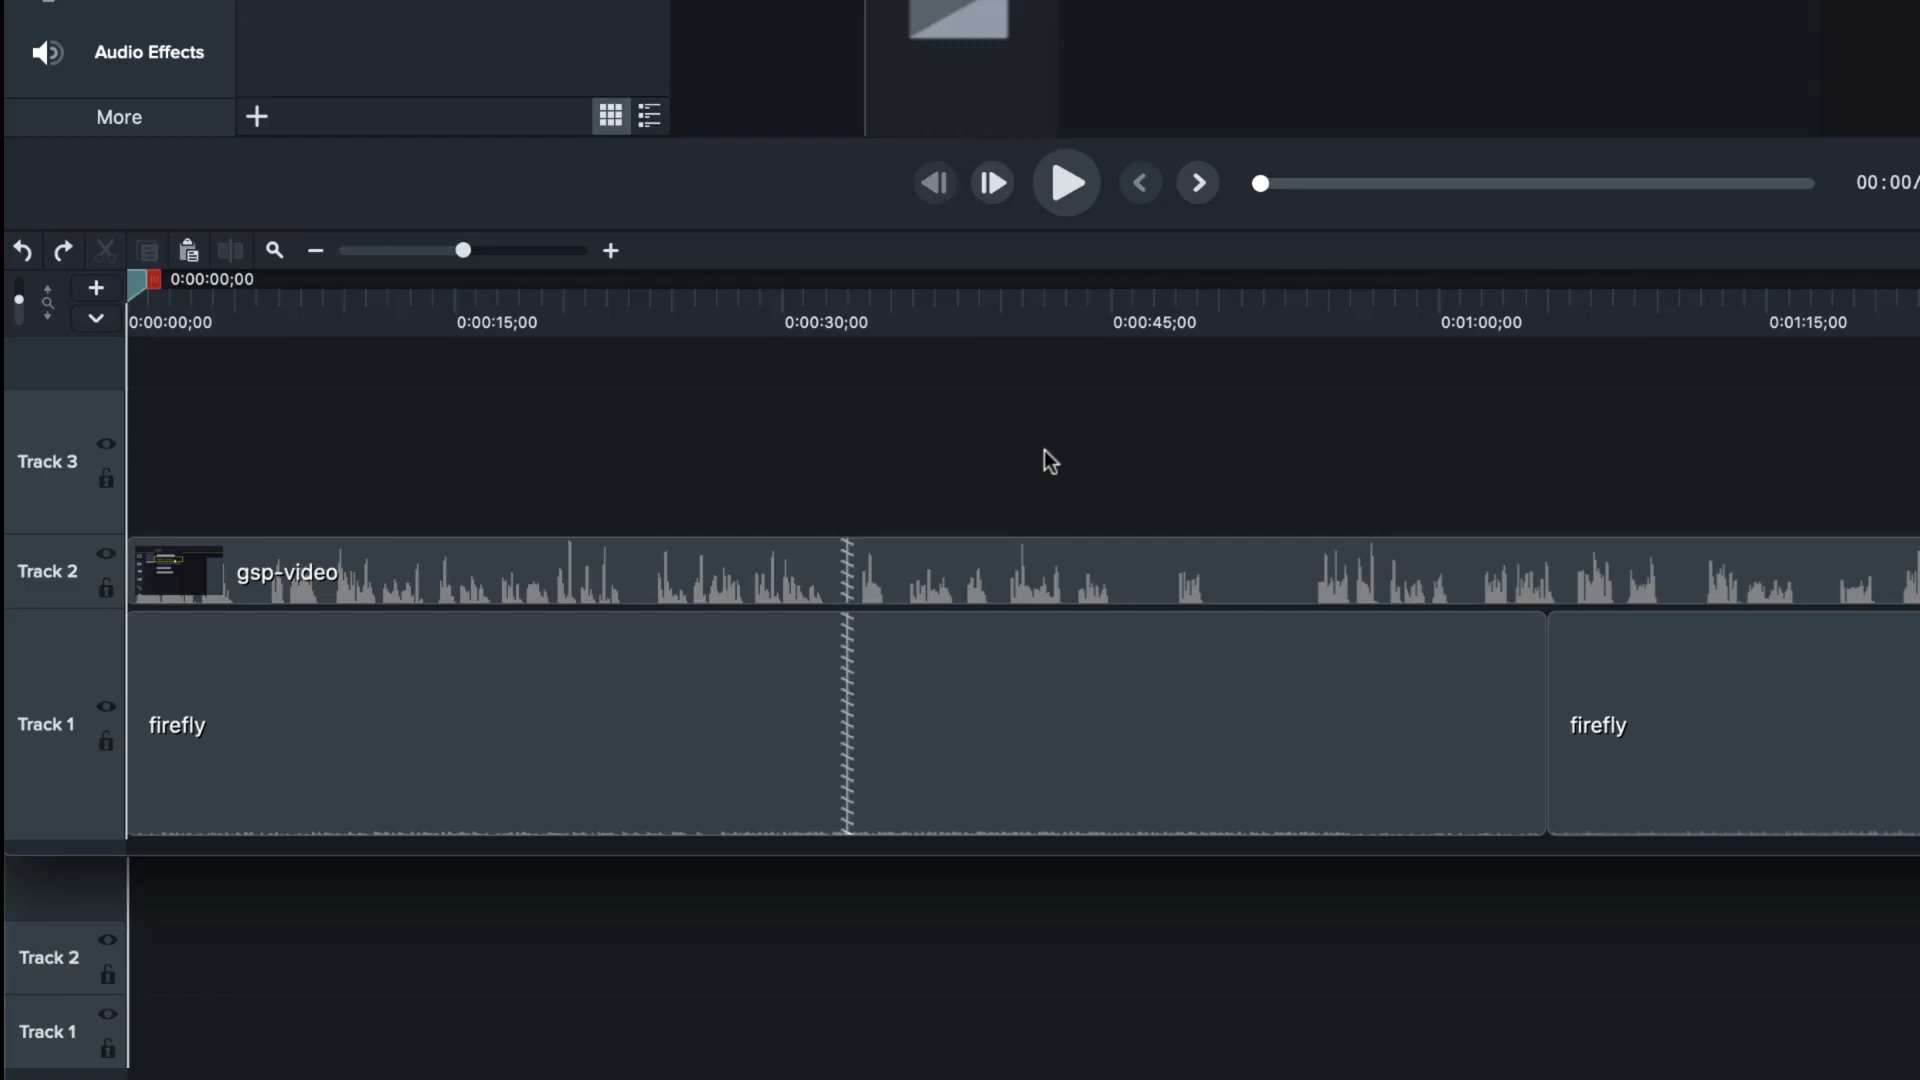 Audio Effects
More
00:00/
0:00:00;00
0:00:00;00
0:00:15;00
0:00:30;00
0:00:45;00
0:01:00;00
0:01:15;00
Track 3
Track 2
gsp-video
Track 1
firefly
firefly
Track 2
Track 1